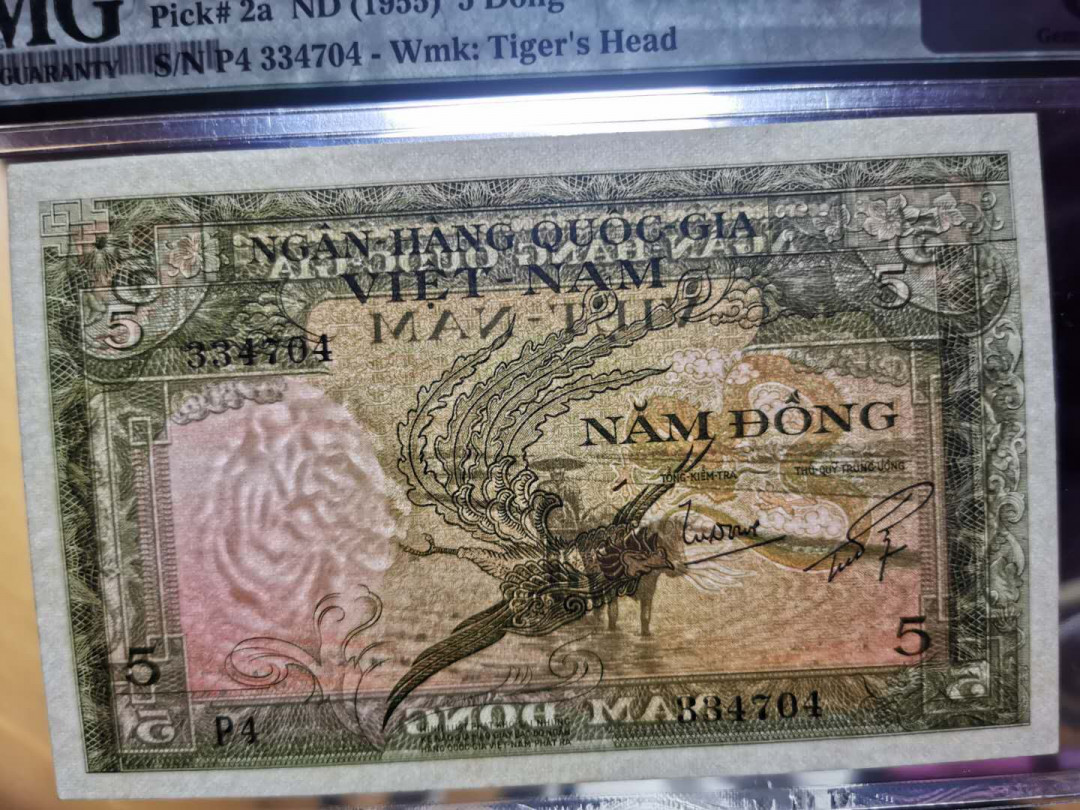 MG
Pick# 2a ND (1955) 5 Dong
GUARANTY
S/N P4 334704 - Wmk: Tiger's Head
NGÂN-HÀNG QUỐC-GIA
VIỆT-NAM
5
5
334704
NĂM ĐỒNG
TỔNG-KIỂM-TRA
THỦ-QUỸ TRUNG-ƯƠNG
5
5
P4
334704